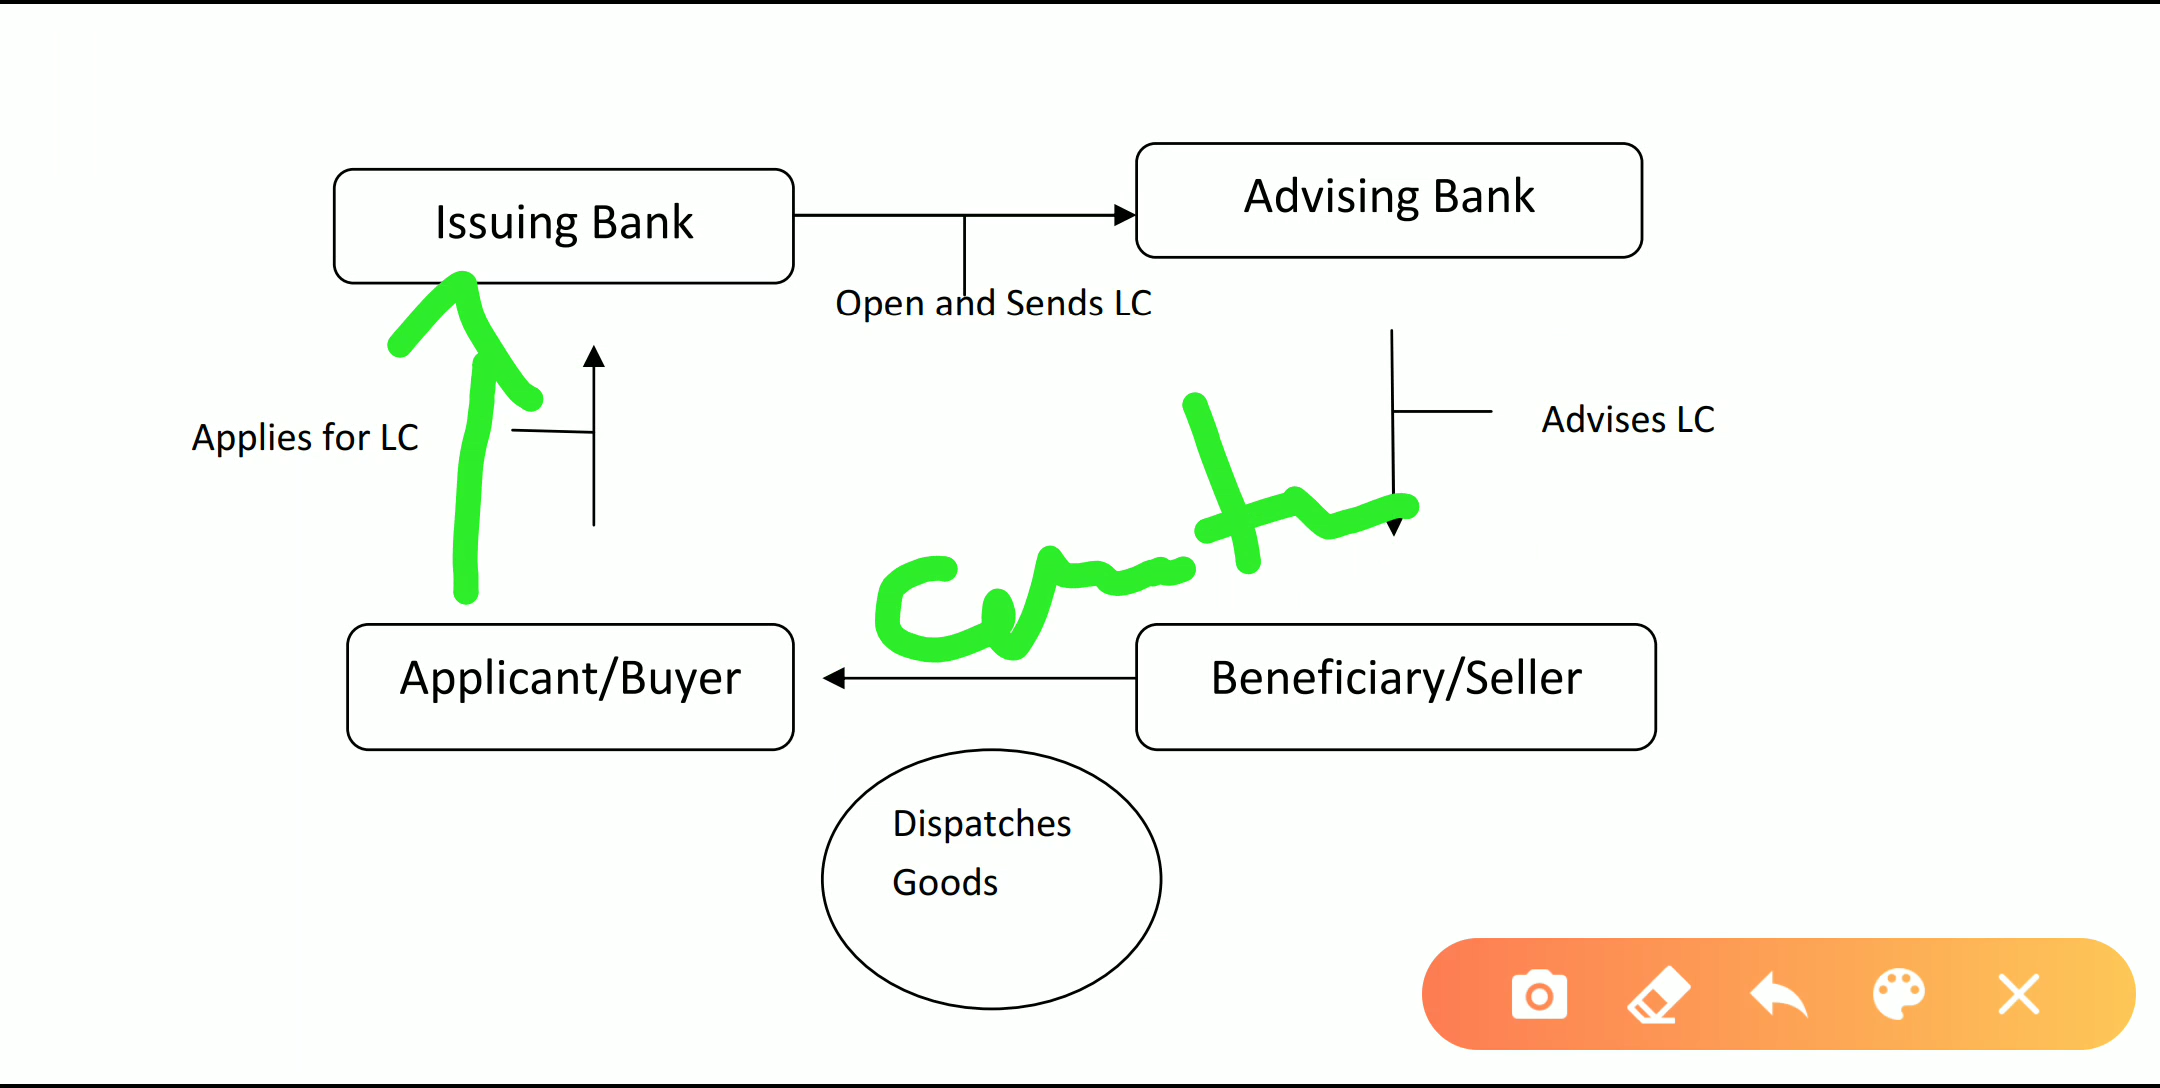 Issuing Bank
Advising Bank
Open and Sends LC
Applies for LC
Advises LC
Applicant/Buyer
Beneficiary/Seller
Dispatches
Goods